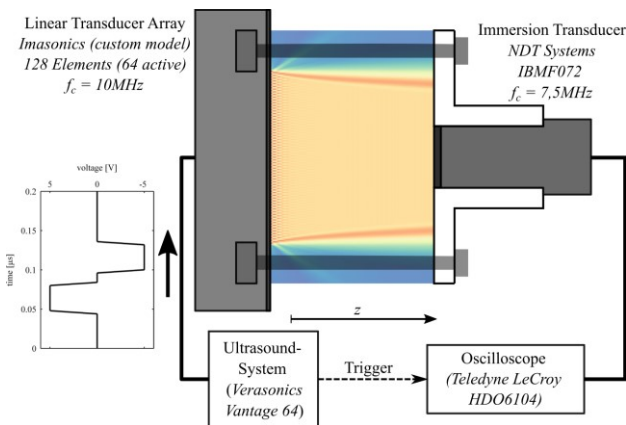 Linear Transducer Array
Imasonics (custom model)
128 Elements (64 active)
f_c = 10MHz
Immersion Transducer
NDT Systems
IBMF072
f_c = 7,5MHz
voltage [V]
5 0 -5
0.2
0.15
0.1
0.05
0
time [µs]
z
Ultrasound-
System
(Verasonics
Vantage 64)
Trigger
Oscilloscope
(Teledyne LeCroy
HDO6104)